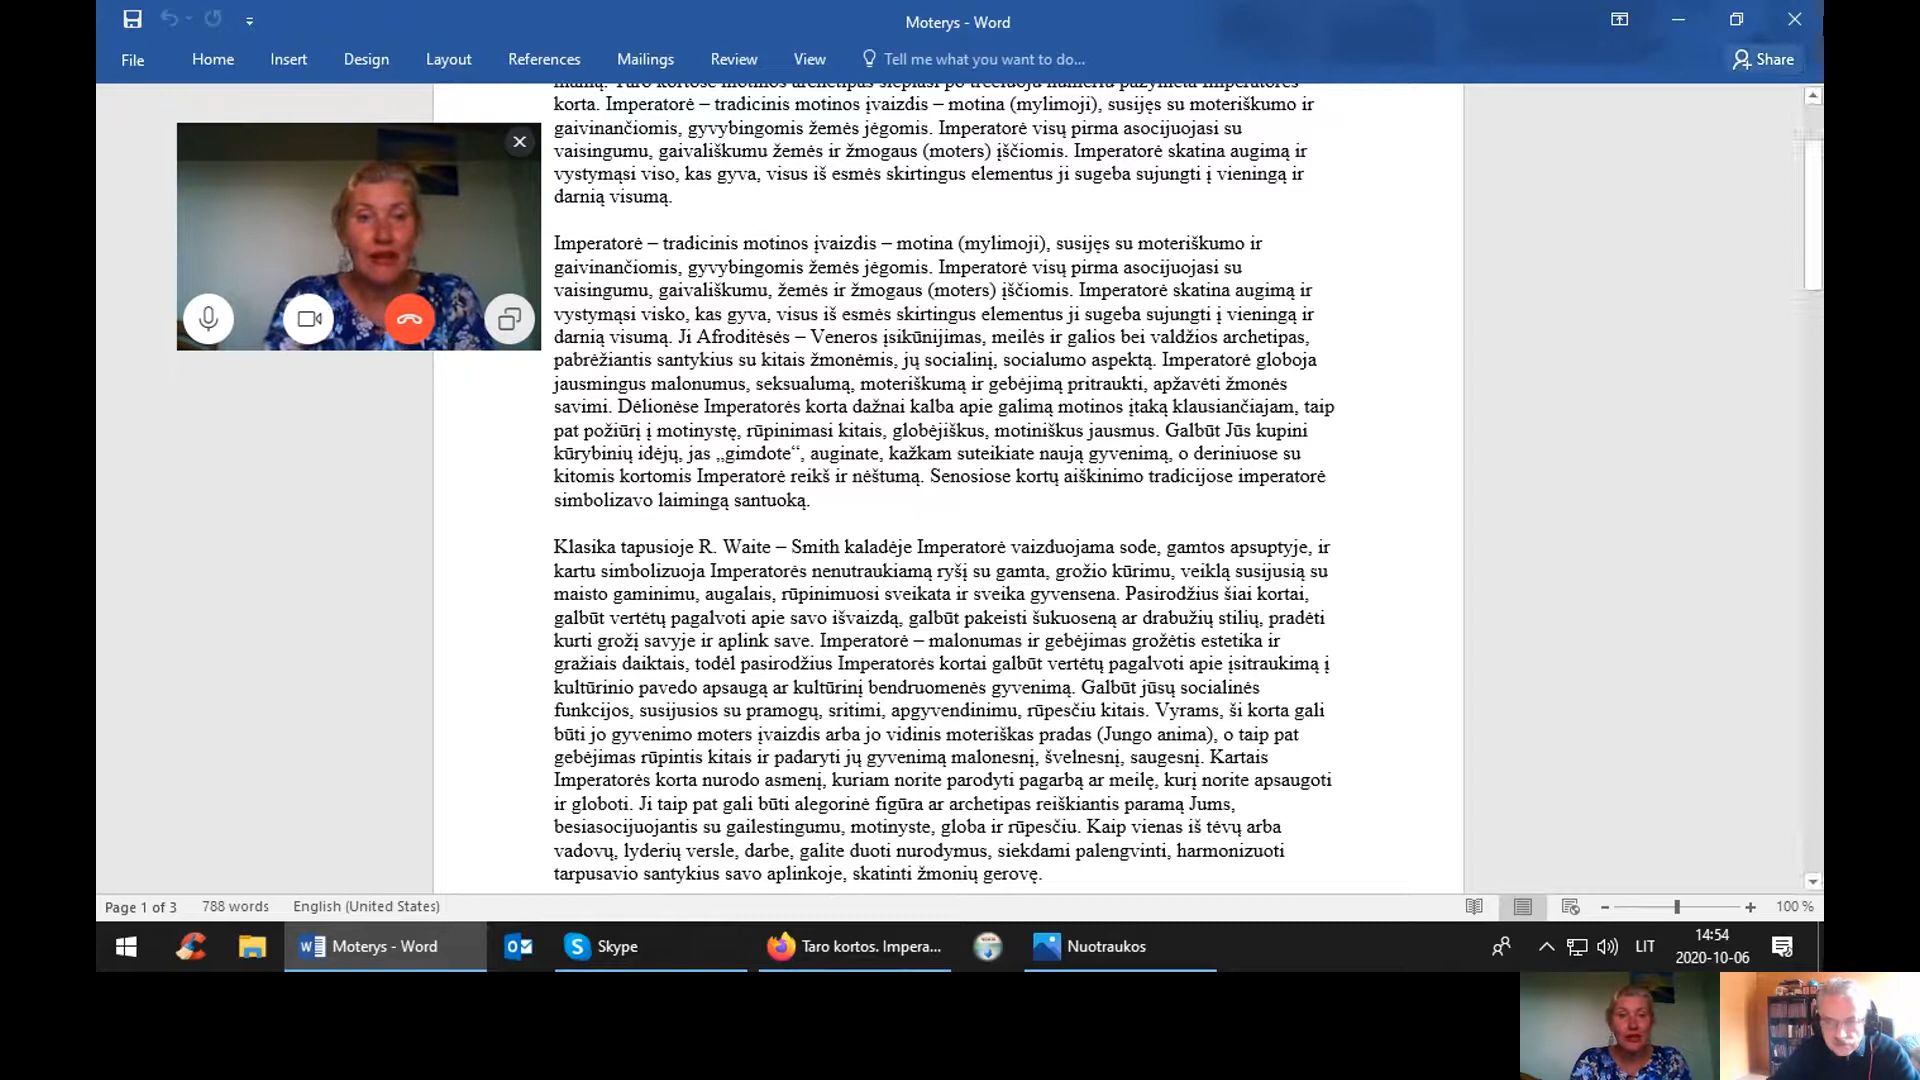 Moterys - Word
File Home Insert Design Layout References Mailings Review View Tell me what you want to do... Share
mamą. Taro kortose motinos archetipas slepiasi po trečiuoju numeriu pažymėta Imperatorės
korta. Imperatorė – tradicinis motinos įvaizdis – motina (mylimoji), susijęs su moteriškumo ir
gaivinančiomis, gyvybingomis žemės jėgomis. Imperatorė visų pirma asocijuojasi su
vaisingumu, gaivališkumu žemės ir žmogaus (moters) įščiomis. Imperatorė skatina augimą ir
vystymąsi viso, kas gyva, visus iš esmės skirtingus elementus ji sugeba sujungti į vieningą ir
darnią visumą.
Imperatorė – tradicinis motinos įvaizdis – motina (mylimoji), susijęs su moteriškumo ir
gaivinančiomis, gyvybingomis žemės jėgomis. Imperatorė visų pirma asocijuojasi su
vaisingumu, gaivališkumu, žemės ir žmogaus (moters) įščiomis. Imperatorė skatina augimą ir
vystymąsi visko, kas gyva, visus iš esmės skirtingus elementus ji sugeba sujungti į vieningą ir
darnią visumą. Ji Afroditėsės – Veneros įsikūnijimas, meilės ir galios bei valdžios archetipas,
pabrėžiantis santykius su kitais žmonėmis, jų socialinį, socialumo aspektą. Imperatorė globoja
jausmingus malonumus, seksualumą, moteriškumą ir gebėjimą pritraukti, apžavėti žmonės
savimi. Dėlionėse Imperatorės korta dažnai kalba apie galimą motinos įtaką klausiančiajam, taip
pat požiūrį į motinystę, rūpinimasi kitais, globėjiškus, motiniškus jausmus. Galbūt Jūs kupini
kūrybinių idėjų, jas „gimdote“, auginate, kažkam suteikiate naują gyvenimą, o deriniuose su
kitomis kortomis Imperatorė reikš ir nėštumą. Senosiose kortų aiškinimo tradicijose imperatorė
simbolizavo laimingą santuoką.
Klasika tapusioje R. Waite – Smith kaladėje Imperatorė vaizduojama sode, gamtos apsuptyje, ir
kartu simbolizuoja Imperatorės nenutraukiamą ryšį su gamta, grožio kūrimu, veiklą susijusią su
maisto gaminimu, augalais, rūpinimuosi sveikata ir sveika gyvensena. Pasirodžius šiai kortai,
galbūt vertėtų pagalvoti apie savo išvaizdą, galbūt pakeisti šukuoseną ar drabužių stilių, pradėti
kurti grožį savyje ir aplink save. Imperatorė – malonumas ir gebėjimas grožėtis estetika ir
gražiais daiktais, todėl pasirodžius Imperatorės kortai galbūt vertėtų pagalvoti apie įsitraukimą į
kultūrinio pavedo apsaugą ar kultūrinį bendruomenės gyvenimą. Galbūt jūsų socialinės
funkcijos, susijusios su pramogų, sritimi, apgyvendinimu, rūpesčiu kitais. Vyrams, ši korta gali
būti jo gyvenimo moters įvaizdis arba jo vidinis moteriškas pradas (Jungo anima), o taip pat
gebėjimas rūpintis kitais ir padaryti jų gyvenimą malonesnį, švelnesnį, saugesnį. Kartais
Imperatorės korta nurodo asmenį, kuriam norite parodyti pagarbą ar meilę, kurį norite apsaugoti
ir globoti. Ji taip pat gali būti alegorinė figūra ar archetipas reiškiantis paramą Jums,
besiasocijuojantis su gailestingumu, motinyste, globa ir rūpesčiu. Kaip vienas iš tėvų arba
vadovų, lyderių versle, darbe, galite duoti nurodymus, siekdami palengvinti, harmonizuoti
tarpusavio santykius savo aplinkoje, skatinti žmonių gerovę.
Page 1 of 3 788 words English (United States) 100 %
Moterys - Word Skype Taro kortos. Impera... Nuotraukos LIT 14:54
2020-10-06